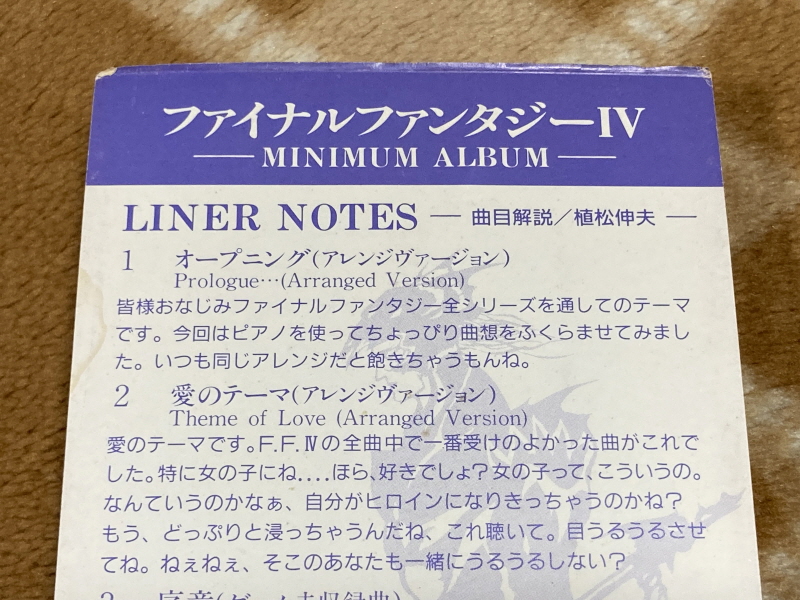 ファイナルファンタジーIV
MINIMUM ALBUM
LINER NOTES — 曲目解説／植松伸夫 —
1 オープニング(アレンジヴァージョン)
Prologue…(Arranged Version)
皆様おなじみファイナルファンタジー全シリーズを通してのテーマ
です。今回はピアノを使ってちょっぴり曲想をふくらませてみまし
た。いつも同じアレンジだと飽きちゃうもんね。
2 愛のテーマ(アレンジヴァージョン)
Theme of Love (Arranged Version)
愛のテーマです。F.F.Ⅳの全曲中で一番受けのよかった曲がこれで
した。特に女の子にね‥‥ほら、好きでしょ？女の子って、こういうの。
なんていうのかなぁ、自分がヒロインになりきっちゃうのかね？
もう、どっぷりと浸っちゃうんだね、これ聴いて。目うるうるさせ
てね。ねぇねぇ、そこのあなたも一緒にうるうるしない？